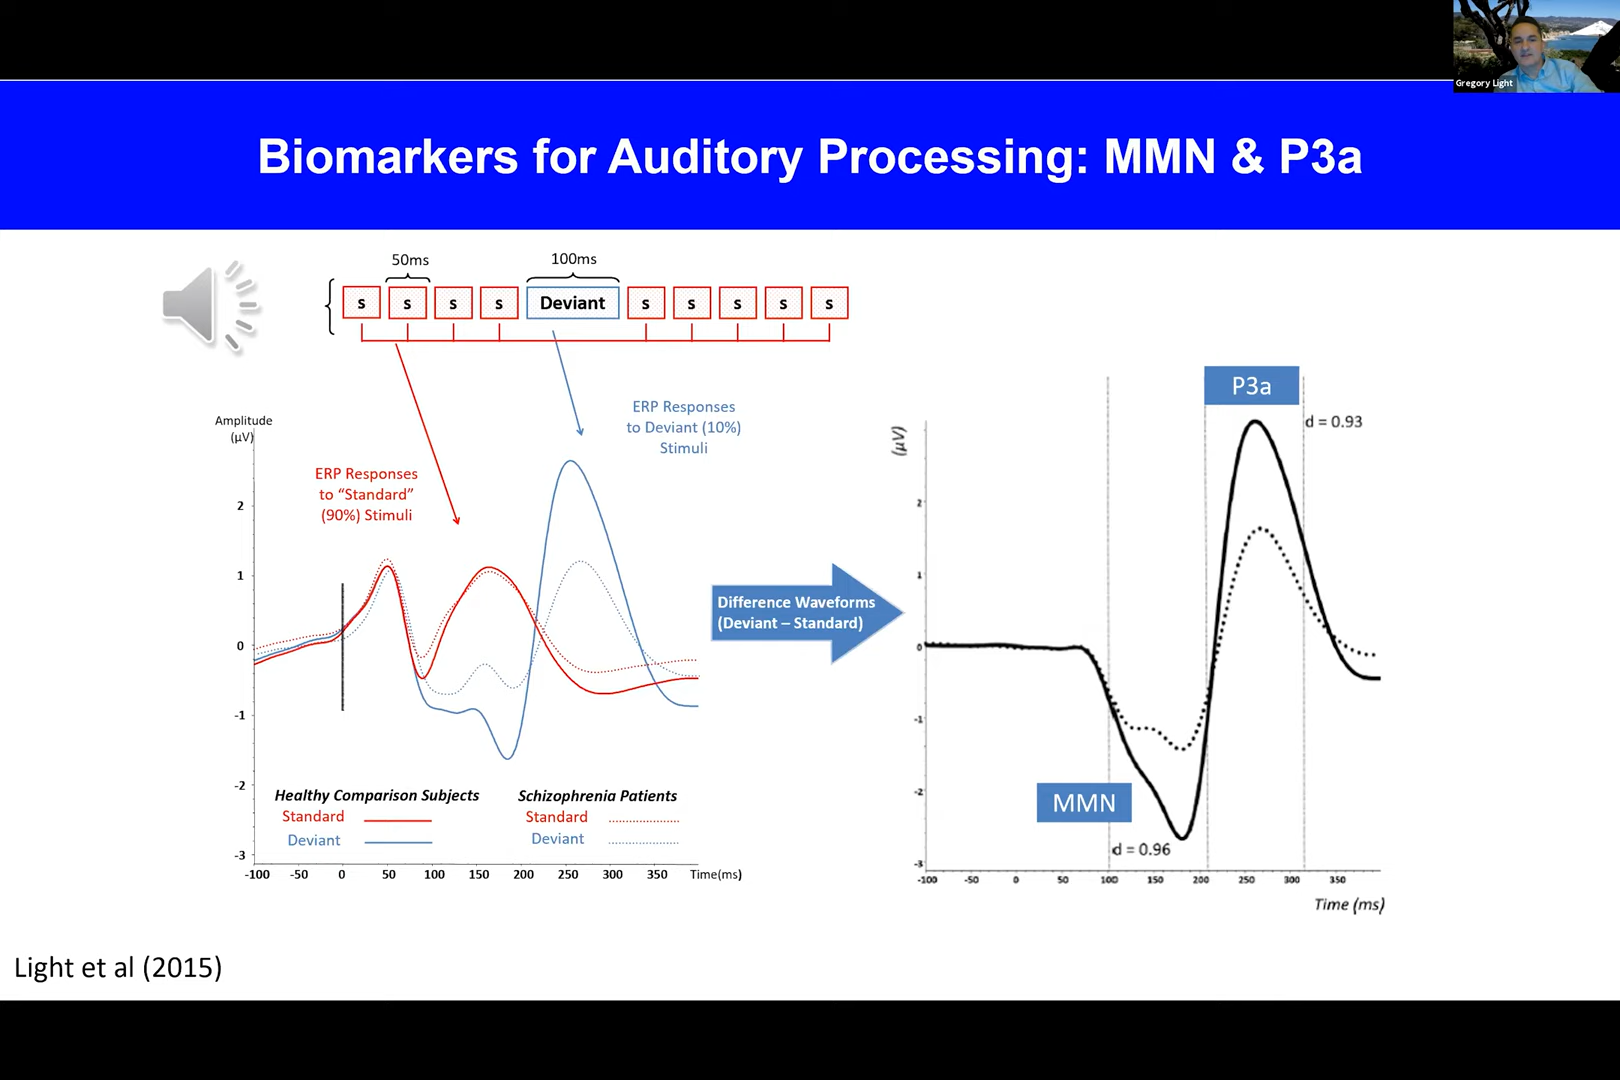 Gregory Light
Biomarkers for Auditory Processing: MMN & P3a
50ms
100ms
s s s s Deviant s s s s s
ERP Responses
to Deviant (10%)
Stimuli
Amplitude
(μV)
ERP Responses
to “Standard”
(90%) Stimuli
2
1
0
-1
-2
-3
Healthy Comparison Subjects
Standard
Deviant
Schizophrenia Patients
Standard
Deviant
-100 -50 0 50 100 150 200 250 300 350 Time(ms)
Difference Waveforms
(Deviant – Standard)
P3a
d = 0.93
(μV)
2
1
0
-1
-2
-3
MMN
d = 0.96
-100 -50 0 50 100 150 200 250 300 350
Time (ms)
Light et al (2015)